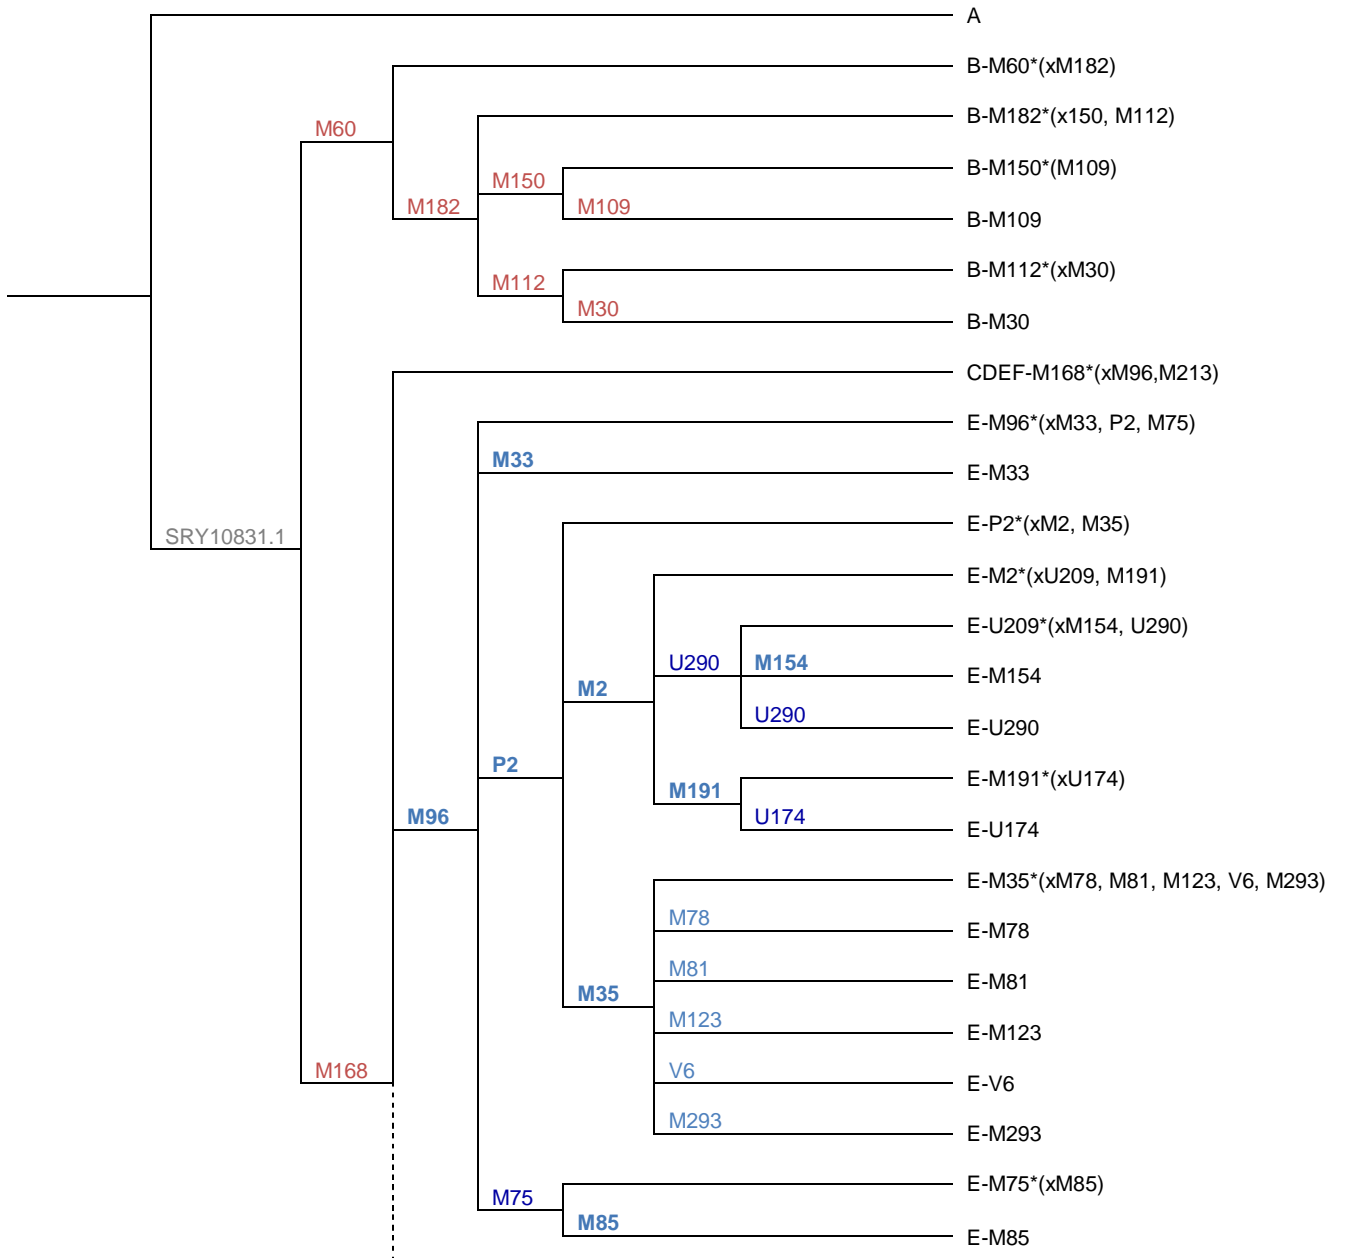 A
B-M60*(xM182)
B-M182*(x150, M112)
M60
B-M150*(M109)
M150
M182
M109
B-M109
B-M112*(xM30)
M112
M30
B-M30
CDEF-M168*(xM96,M213)
E-M96*(xM33, P2, M75)
M33
E-M33
E-P2*(xM2, M35)
SRY10831.1
E-M2*(xU209, M191)
E-U209*(xM154, U290)
U290
M154
E-M154
M2
U290
E-U290
P2
E-M191*(xU174)
M191
M96
U174
E-U174
E-M35*(xM78, M81, M123, V6, M293)
M78
E-M78
M81
E-M81
M35
M123
E-M123
M168
V6
E-V6
M293
E-M293
E-M75*(xM85)
M75
M85
E-M85